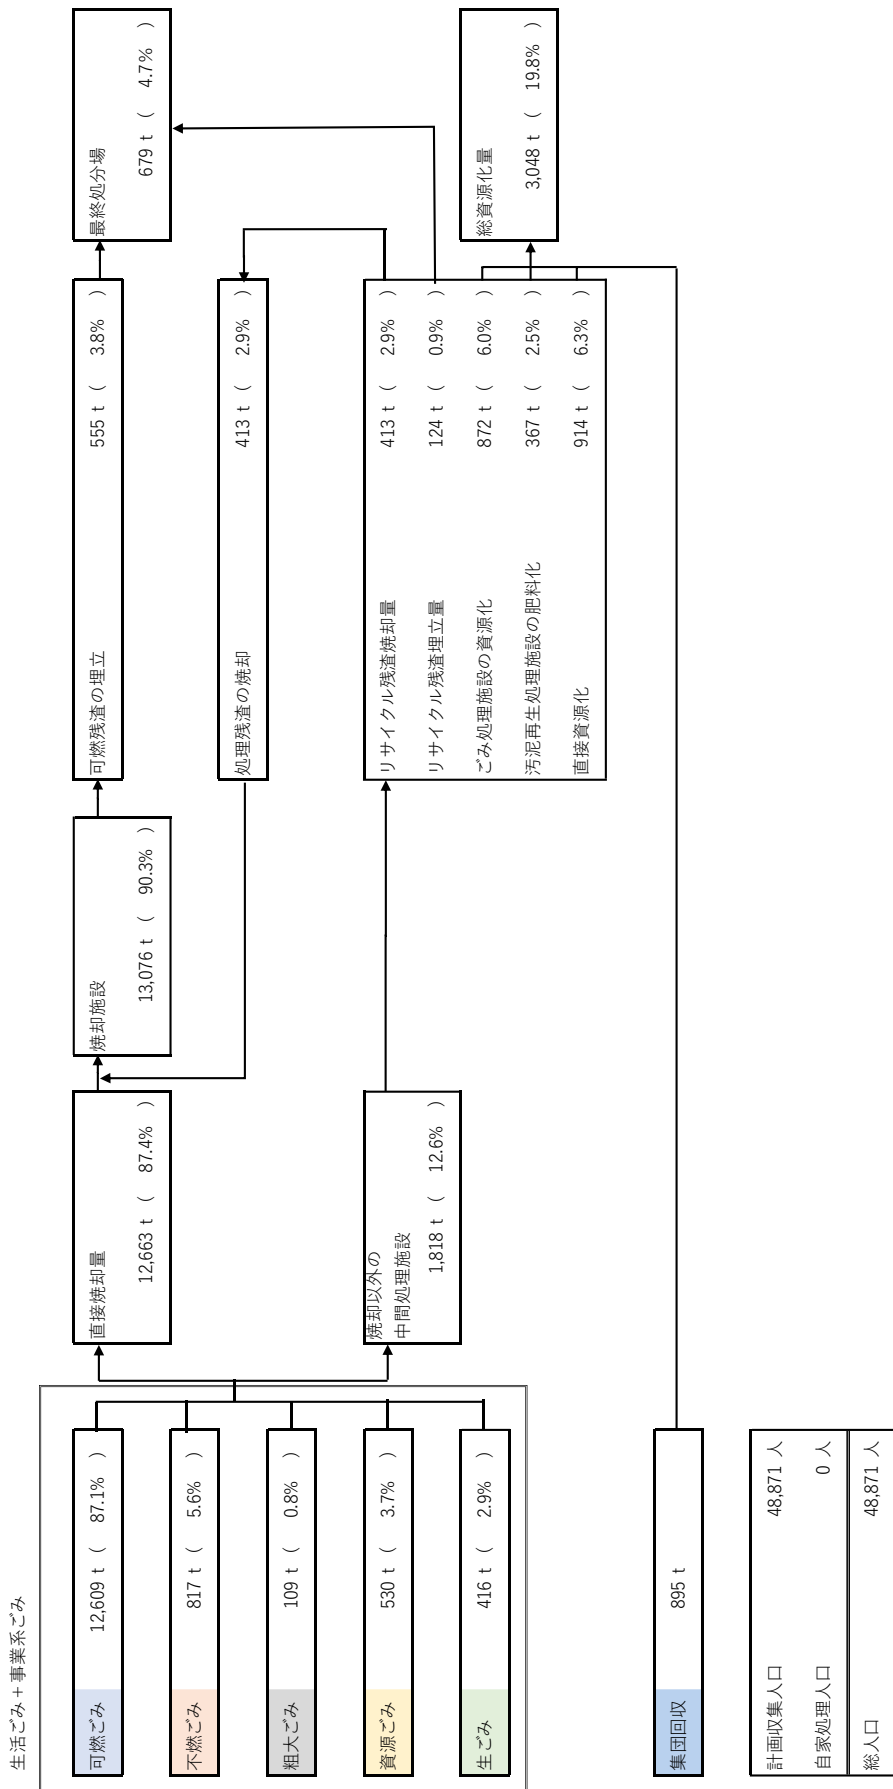 生活ごみ＋事業系ごみ
可燃ごみ 12,609 t ( 87.1% )
不燃ごみ 817 t ( 5.6% )
粗大ごみ 109 t ( 0.8% )
資源ごみ 530 t ( 3.7% )
生ごみ 416 t ( 2.9% )
集団回収 895 t
計画収集人口 48,871 人
自家処理人口 0 人
総人口 48,871 人
直接焼却量
12,663 t ( 87.4% )
焼却以外の
中間処理施設
1,818 t ( 12.6% )
焼却施設
13,076 t ( 90.3% )
可燃残渣の埋立 555 t ( 3.8% )
処理残渣の焼却 413 t ( 2.9% )
リサイクル残渣焼却量 413 t ( 2.9% )
リサイクル残渣埋立量 124 t ( 0.9% )
ごみ処理施設の資源化 872 t ( 6.0% )
汚泥再生処理施設の肥料化 367 t ( 2.5% )
直接資源化 914 t ( 6.3% )
最終処分場
679 t ( 4.7% )
総資源化量
3,048 t ( 19.8% )